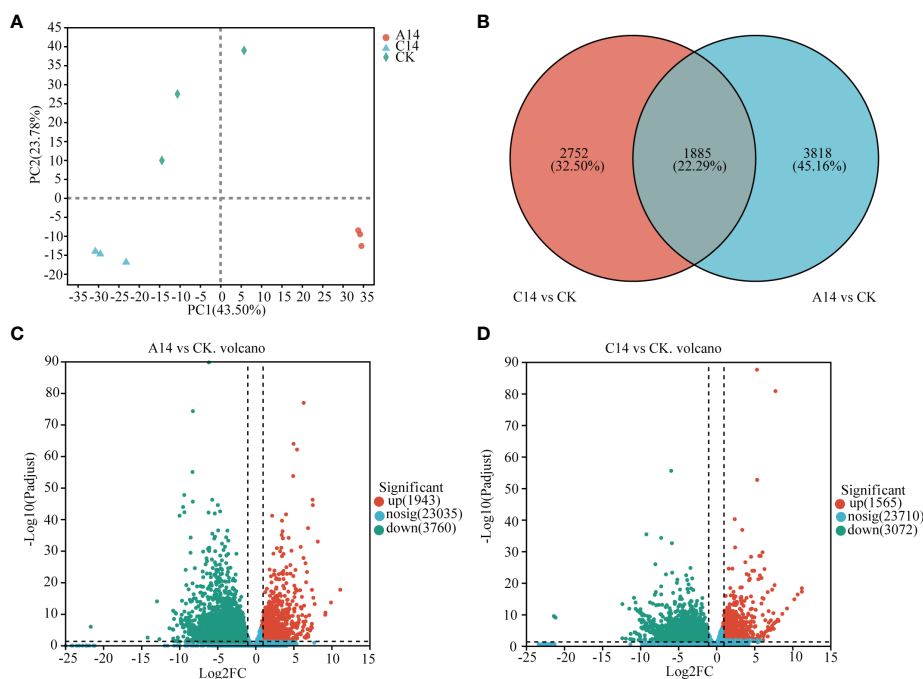 A
A14
C14
CK
45
40
35
30
25
20
15
10
5
0
-5
-10
-15
-20
PC2(23.78%)
-35 -30 -25 -20 -15 -10 -5 0 5 10 15 20 25 30 35
PC1(43.50%)
B
2752
(32.50%)
1885
(22.29%)
3818
(45.16%)
C14 vs CK
A14 vs CK
C
A14 vs CK. volcano
90
80
70
60
50
40
30
20
10
0
-Log10(Padjust)
-25 -20 -15 -10 -5 0 5 10 15
Log2FC
Significant
up(1943)
nosig(23035)
down(3760)
D
C14 vs CK. volcano
90
80
70
60
50
40
30
20
10
0
-Log10(Padjust)
-25 -20 -15 -10 -5 0 5 10 15
Log2FC
Significant
up(1565)
nosig(23710)
down(3072)